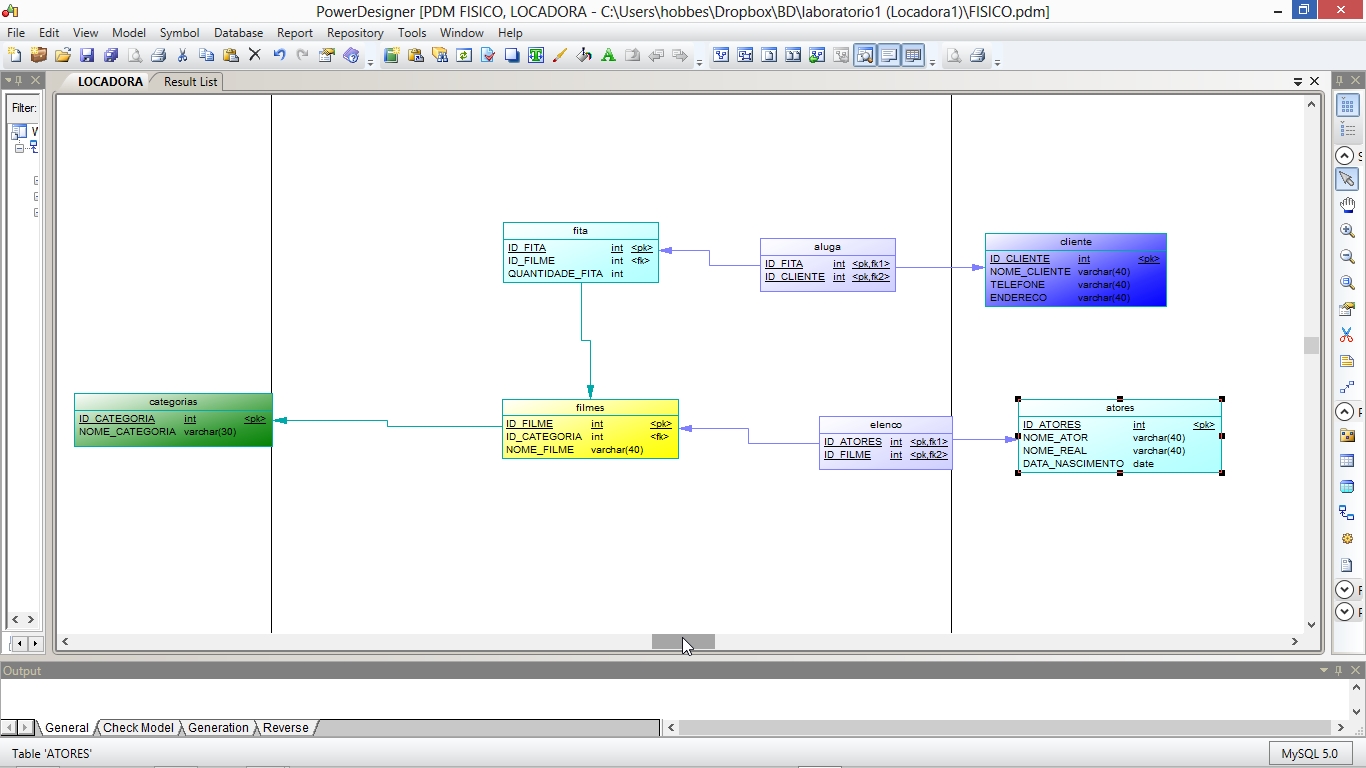 PowerDesigner [PDM FISICO, LOCADORA - C:\Users\hobbes\Dropbox\BD\laboratorio1 (Locadora1)\FISICO.pdm]
File Edit View Model Symbol Database Report Repository Tools Window Help
LOCADORA Result List
Filter:
W
fita
ID_FITA int <pk>
ID_FILME int <fk>
QUANTIDADE_FITA int
aluga
ID_FITA int <pk,fk1>
ID_CLIENTE int <pk,fk2>
cliente
ID_CLIENTE int <pk>
NOME_CLIENTE varchar(40)
TELEFONE varchar(40)
ENDERECO varchar(40)
categorias
ID_CATEGORIA int <pk>
NOME_CATEGORIA varchar(30)
filmes
ID_FILME int <pk>
ID_CATEGORIA int <fk>
NOME_FILME varchar(40)
elenco
ID_ATORES int <pk,fk1>
ID_FILME int <pk,fk2>
atores
ID_ATORES int <pk>
NOME_ATOR varchar(40)
NOME_REAL varchar(40)
DATA_NASCIMENTO date
Output
General Check Model Generation Reverse
Table 'ATORES'
MySQL 5.0